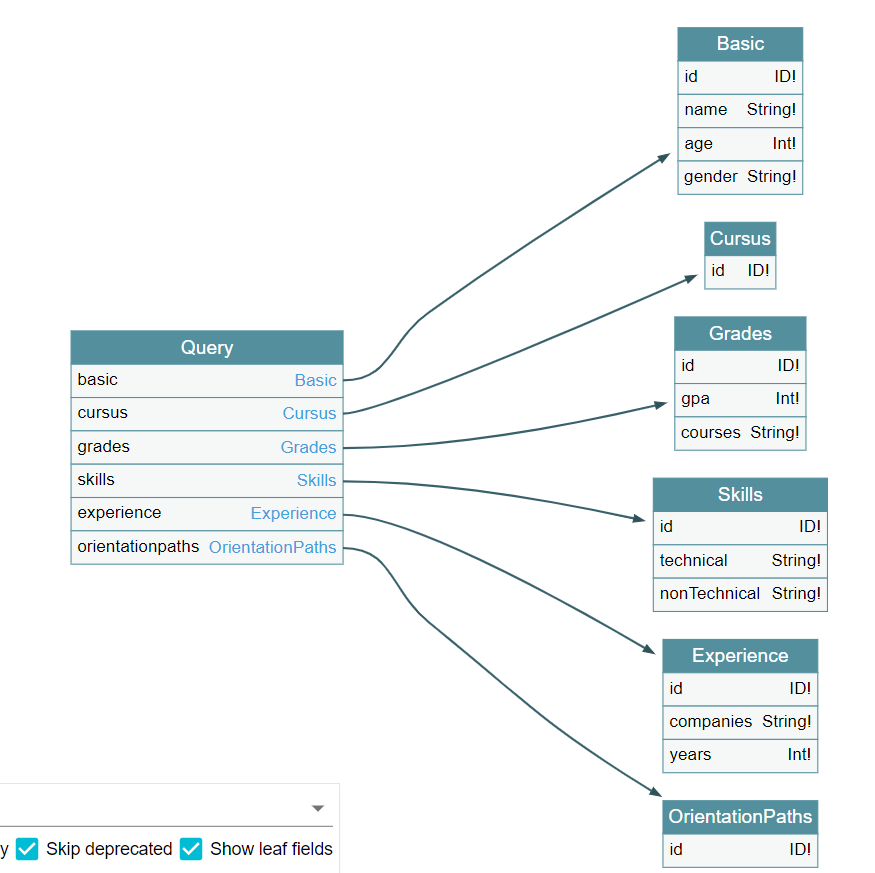 Query
basic Basic
cursus Cursus
grades Grades
skills Skills
experience Experience
orientationpaths OrientationPaths
Basic
id ID!
name String!
age Int!
gender String!
Cursus
id ID!
Grades
id ID!
gpa Int!
courses String!
Skills
id ID!
technical String!
nonTechnical String!
Experience
id ID!
companies String!
years Int!
OrientationPaths
id ID!
y Skip deprecated Show leaf fields